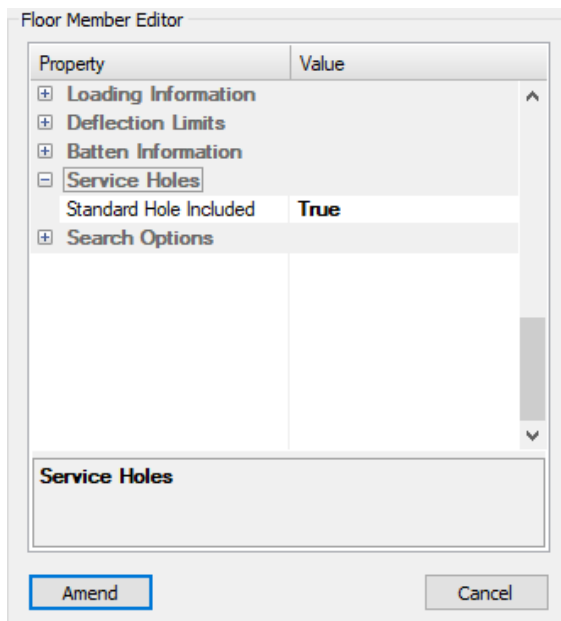 Floor Member Editor
Property Value
Loading Information
Deflection Limits
Batten Information
Service Holes
Standard Hole Included True
Search Options
Service Holes
Amend Cancel